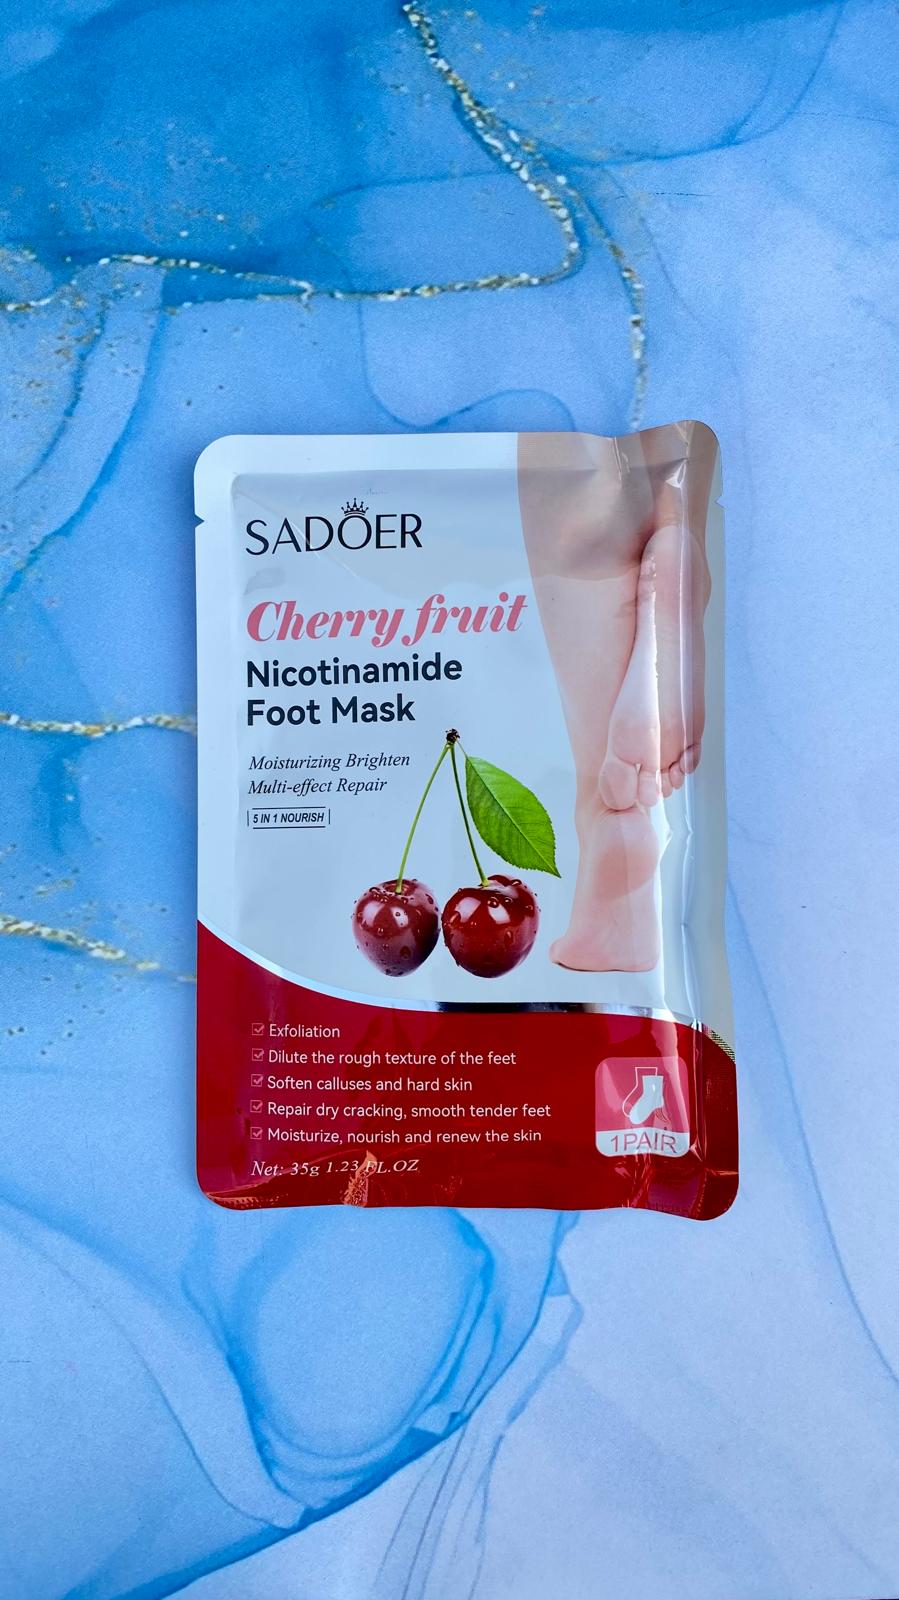 SADOER
Cherry fruit
Nicotinamide
Foot Mask
Moisturizing Brighten
Multi-effect Repair
5 IN 1 NOURISH
Exfoliation
Dilute the rough texture of the feet
Soften calluses and hard skin
Repair dry cracking, smooth tender feet
Moisturize, nourish and renew the skin
1PAIR
Net: 35g 1.23 FL.OZ